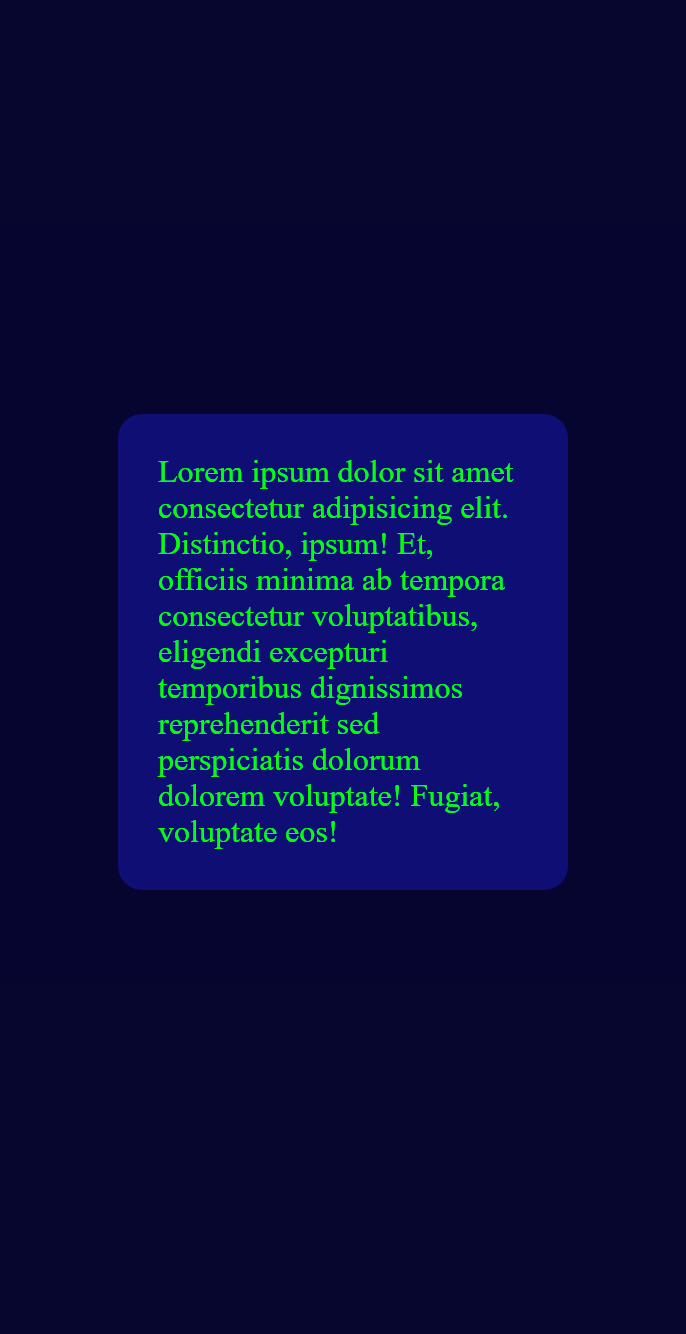 Lorem ipsum dolor sit amet
consectetur adipisicing elit.
Distinctio, ipsum! Et,
officiis minima ab tempora
consectetur voluptatibus,
eligendi excepturi
temporibus dignissimos
reprehenderit sed
perspiciatis dolorum
dolorem voluptate! Fugiat,
voluptate eos!